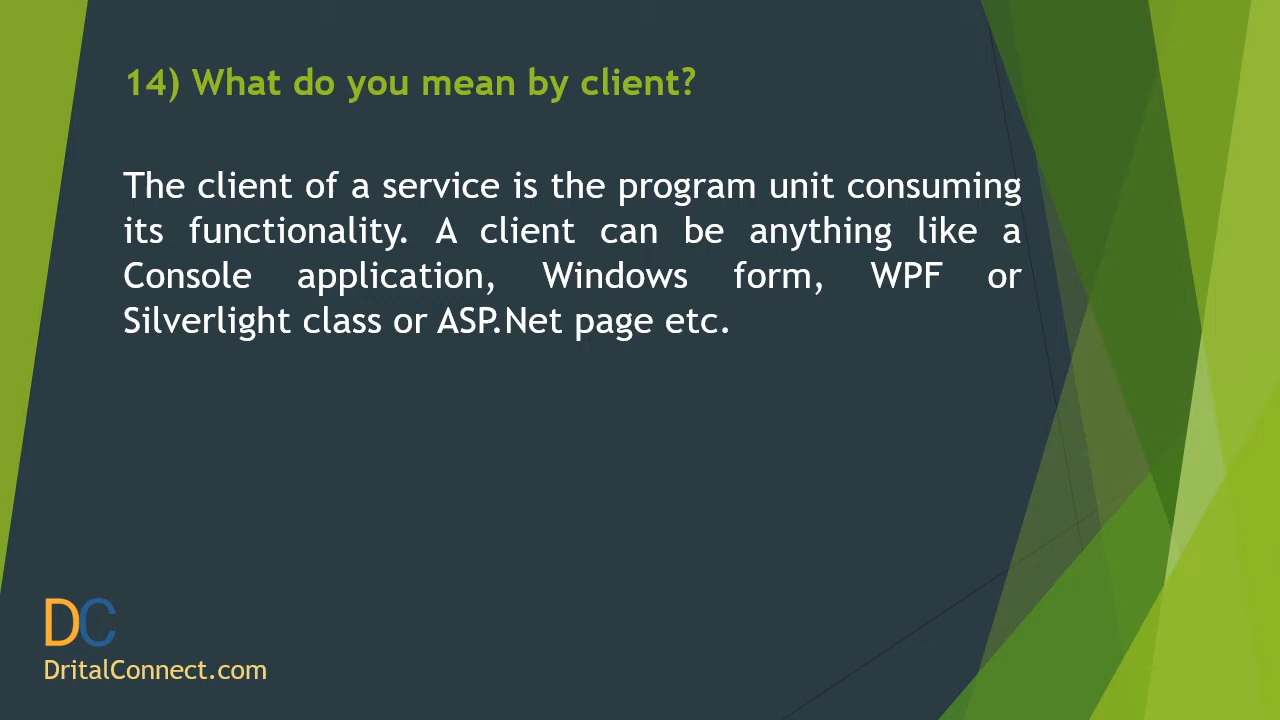 14) What do you mean by client?
The client of a service is the program unit consuming
its functionality. A client can be anything like a
Console application, Windows form, WPF or
Silverlight class or ASP.Net page etc.
DC
DritalConnect.com